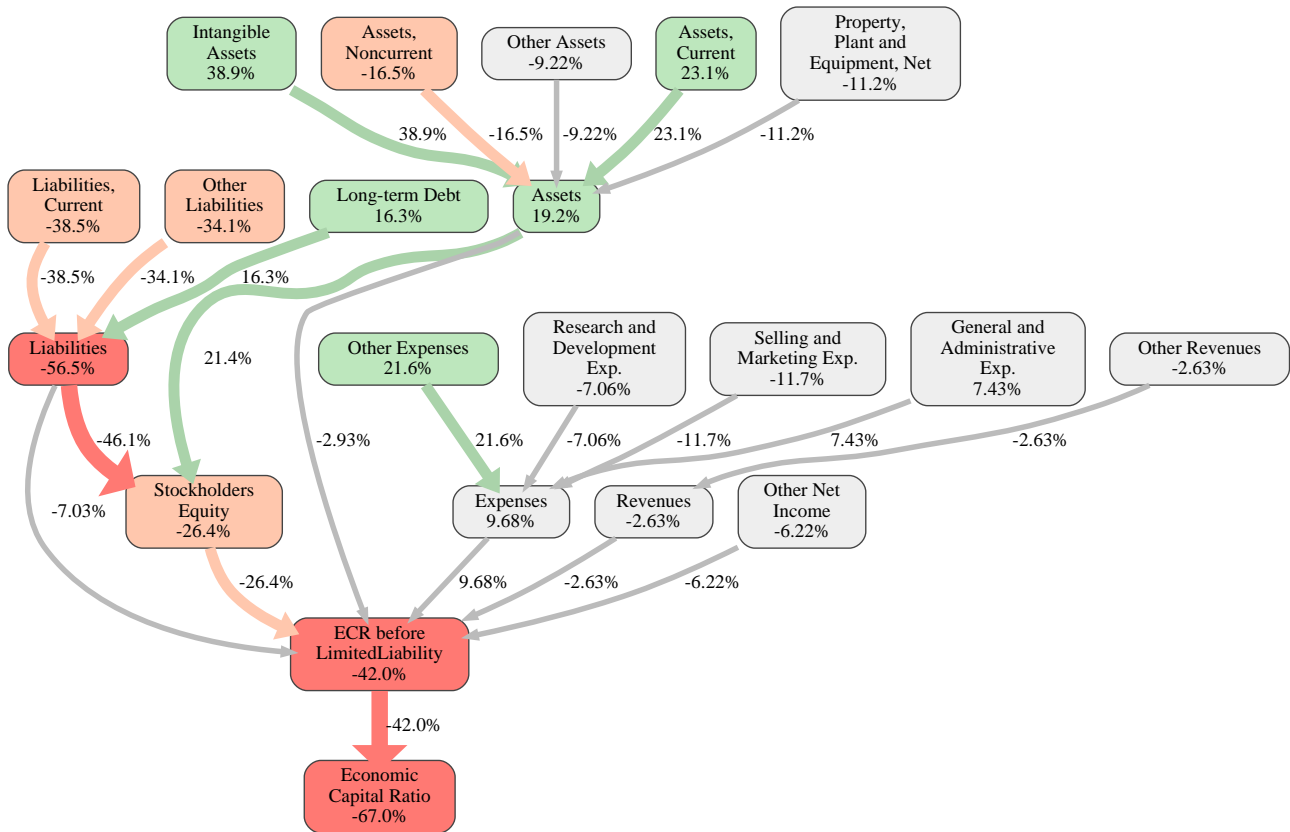 Intangible
Assets
38.9%
Assets,
Noncurrent
-16.5%
Other Assets
-9.22%
Assets,
Current
23.1%
Property,
Plant and
Equipment, Net
-11.2%
38.9%
-16.5%
-9.22%
23.1%
-11.2%
Liabilities,
Current
-38.5%
Other
Liabilities
-34.1%
Long-term Debt
16.3%
Assets
19.2%
-38.5%
-34.1%
16.3%
Liabilities
-56.5%
21.4%
Other Expenses
21.6%
Research and
Development
Exp.
-7.06%
Selling and
Marketing Exp.
-11.7%
General and
Administrative
Exp.
7.43%
Other Revenues
-2.63%
-46.1%
-2.93%
21.6%
-7.06%
-11.7%
7.43%
-2.63%
-7.03%
Stockholders
Equity
-26.4%
Expenses
9.68%
Revenues
-2.63%
Other Net
Income
-6.22%
-26.4%
9.68%
-2.63%
-6.22%
ECR before
LimitedLiability
-42.0%
-42.0%
Economic
Capital Ratio
-67.0%